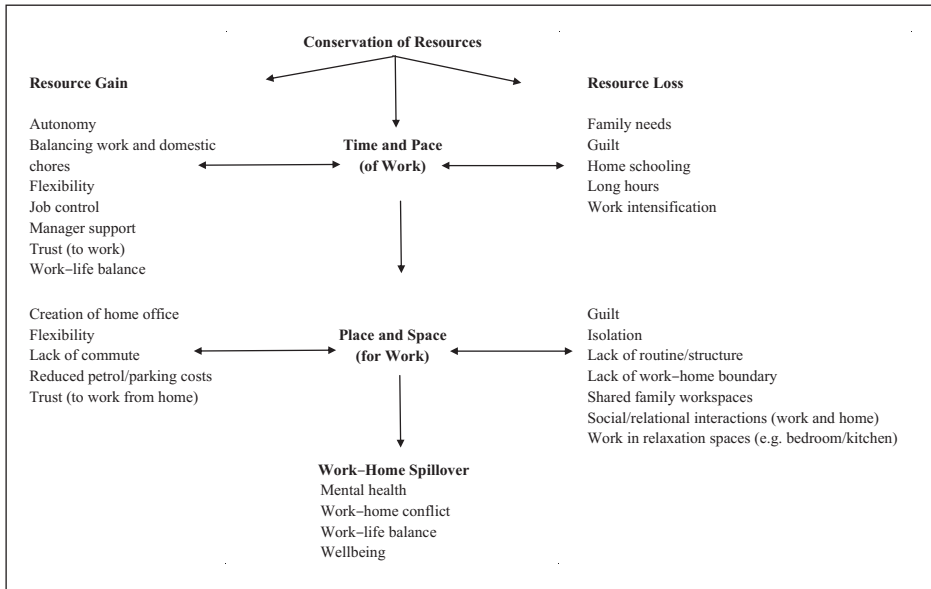 Conservation of Resources
Resource Gain
Resource Loss
Autonomy
Balancing work and domestic
chores
Flexibility
Job control
Manager support
Trust (to work)
Work–life balance
Time and Pace
(of Work)
Family needs
Guilt
Home schooling
Long hours
Work intensification
Creation of home office
Flexibility
Lack of commute
Reduced petrol/parking costs
Trust (to work from home)
Place and Space
(for Work)
Guilt
Isolation
Lack of routine/structure
Lack of work–home boundary
Shared family workspaces
Social/relational interactions (work and home)
Work in relaxation spaces (e.g. bedroom/kitchen)
Work–Home Spillover
Mental health
Work–home conflict
Work–life balance
Wellbeing